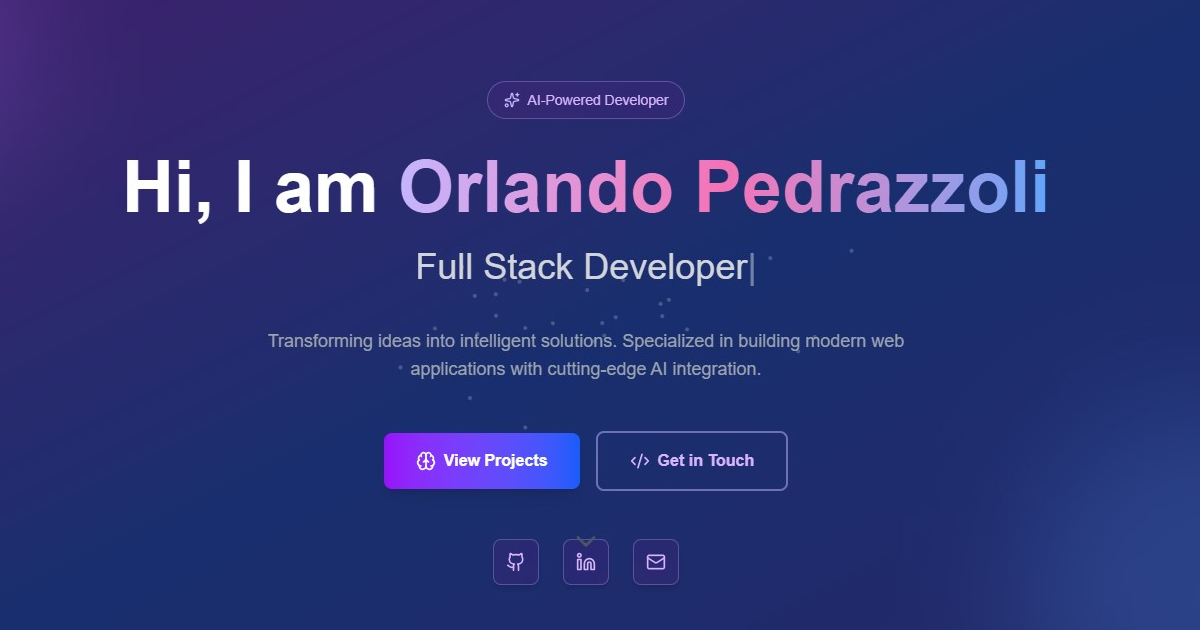 AI-Powered Developer
Hi, I am Orlando Pedrazzoli
Full Stack Developer|
Transforming ideas into intelligent solutions. Specialized in building modern web
applications with cutting-edge AI integration.
View Projects
Get in Touch